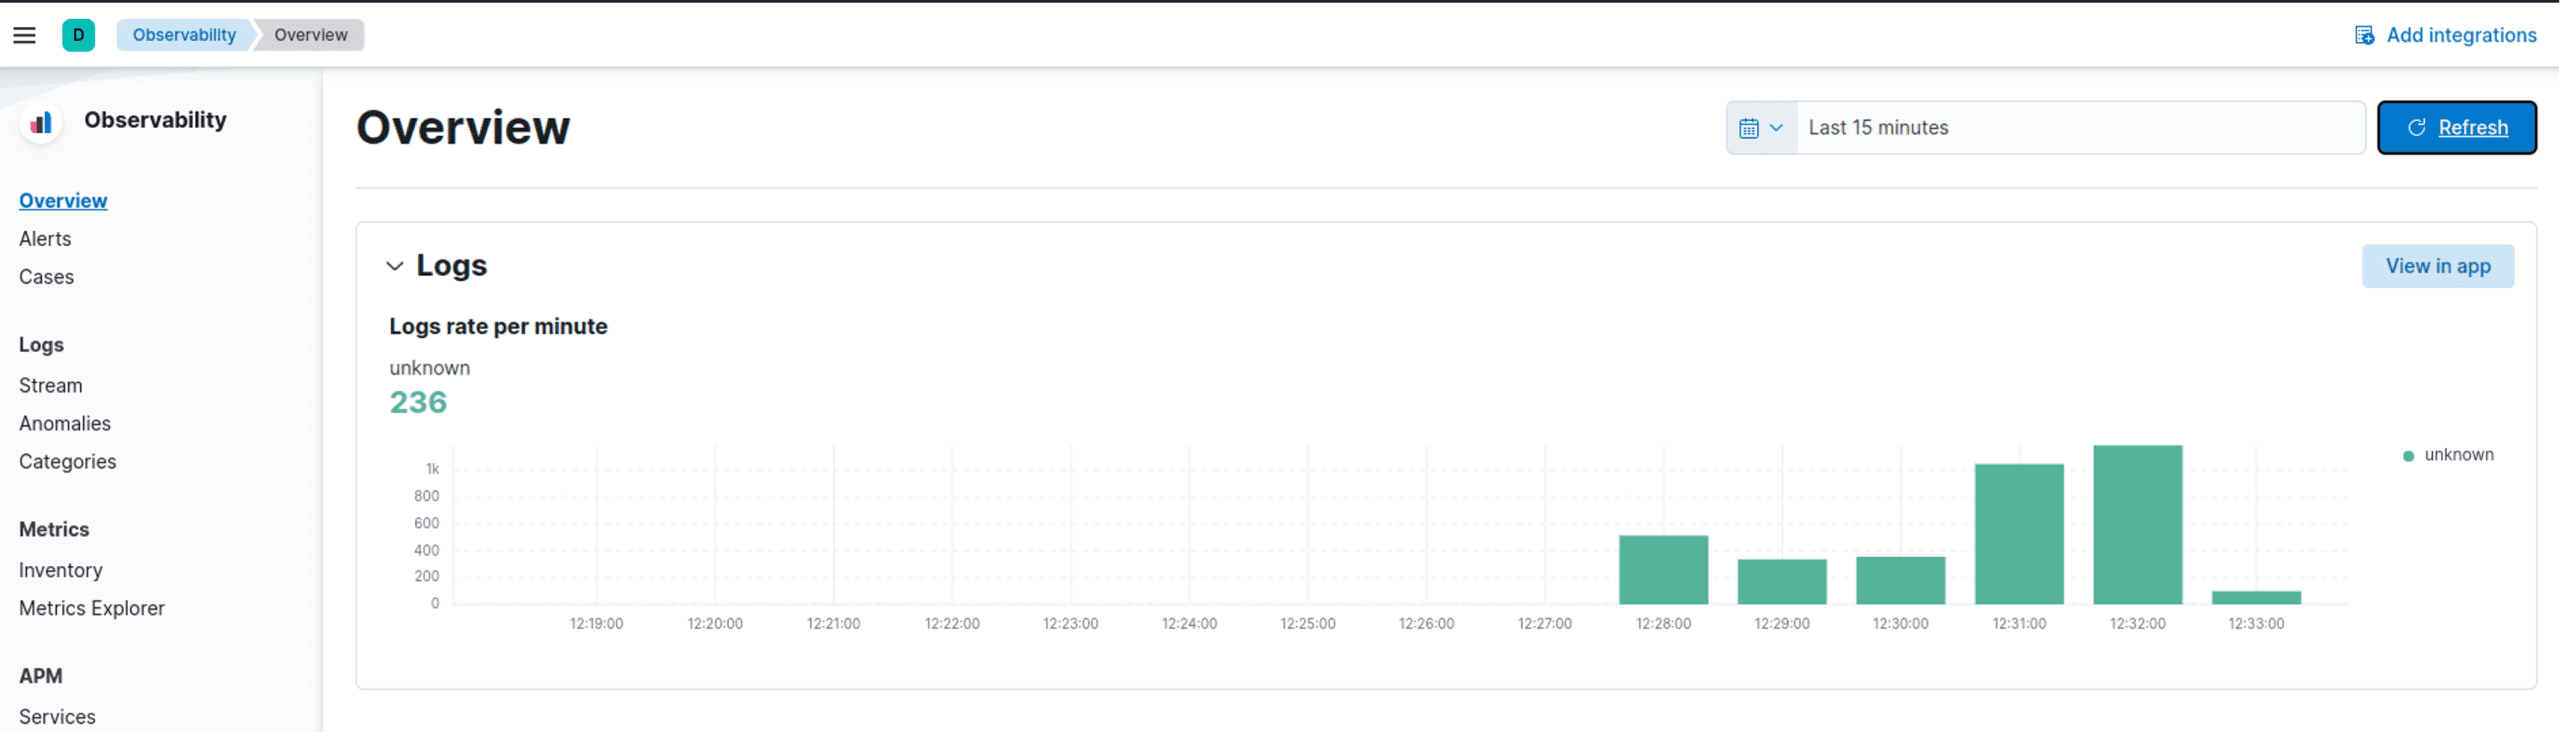 D Observability Overview Add integrations
Observability
Overview
Alerts
Cases
Logs
Stream
Anomalies
Categories
Metrics
Inventory
Metrics Explorer
APM
Services
Overview
Last 15 minutes
Refresh
Logs
View in app
Logs rate per minute
unknown
236
1k
800
600
400
200
0
12:19:00 12:20:00 12:21:00 12:22:00 12:23:00 12:24:00 12:25:00 12:26:00 12:27:00 12:28:00 12:29:00 12:30:00 12:31:00 12:32:00 12:33:00
unknown